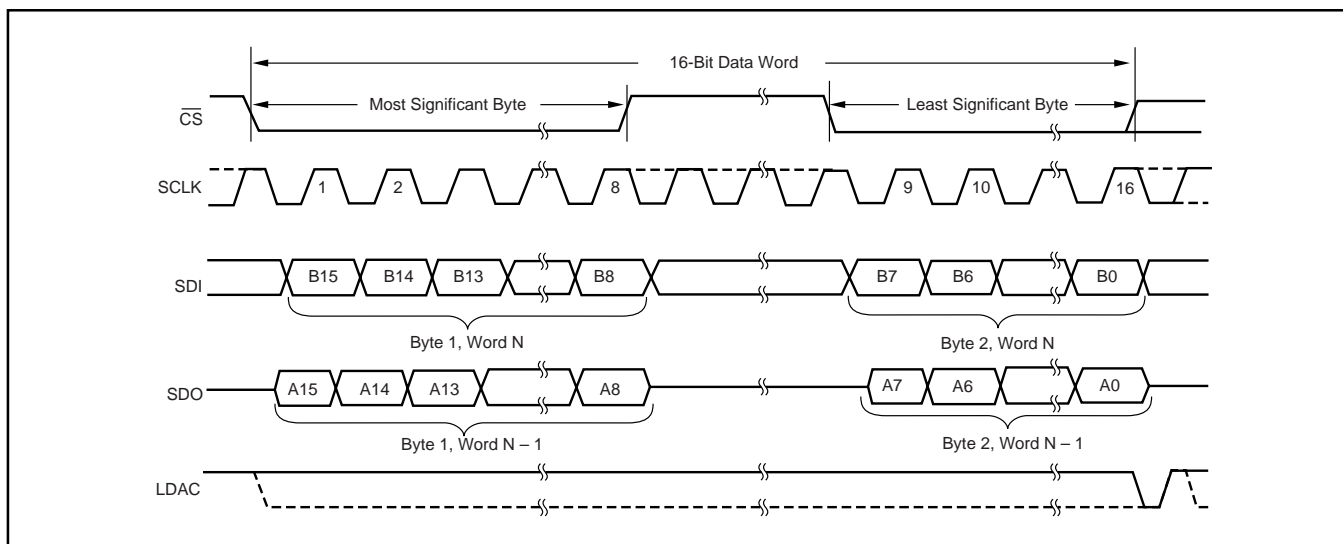 16-Bit Data Word
Most Significant Byte
Least Significant Byte
CS
SCLK
1 2 8 9 10 16
SDI
B15 B14 B13 B8 B7 B6 B0
Byte 1, Word N
Byte 2, Word N
SDO
A15 A14 A13 A8 A7 A6 A0
Byte 1, Word N – 1
Byte 2, Word N – 1
LDAC